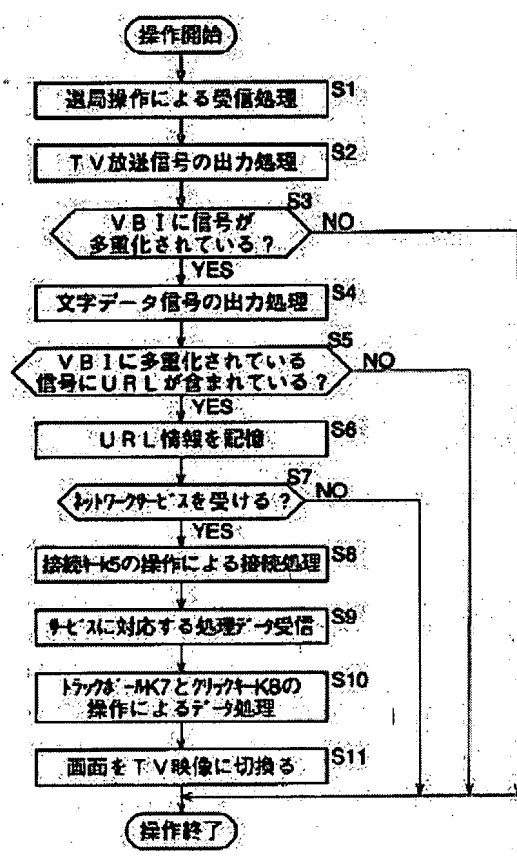 操作開始
選局操作による受信処理 S1
TV放送信号の出力処理 S2
S3
VBIに信号が
多重化されている? NO
YES
文字データ信号の出力処理 S4
S5
VBIに多重化されている
信号にURLが含まれている? NO
YES
URL情報を記憶 S6
S7
ネットワークサービスを受ける? NO
YES
接続キーK5の操作による接続処理 S8
サービスに対応する処理データ受信 S9
トラックボールK7とクリックキーK8の S10
操作によるデータ処理
画面をTV映像に切換る S11
操作終了